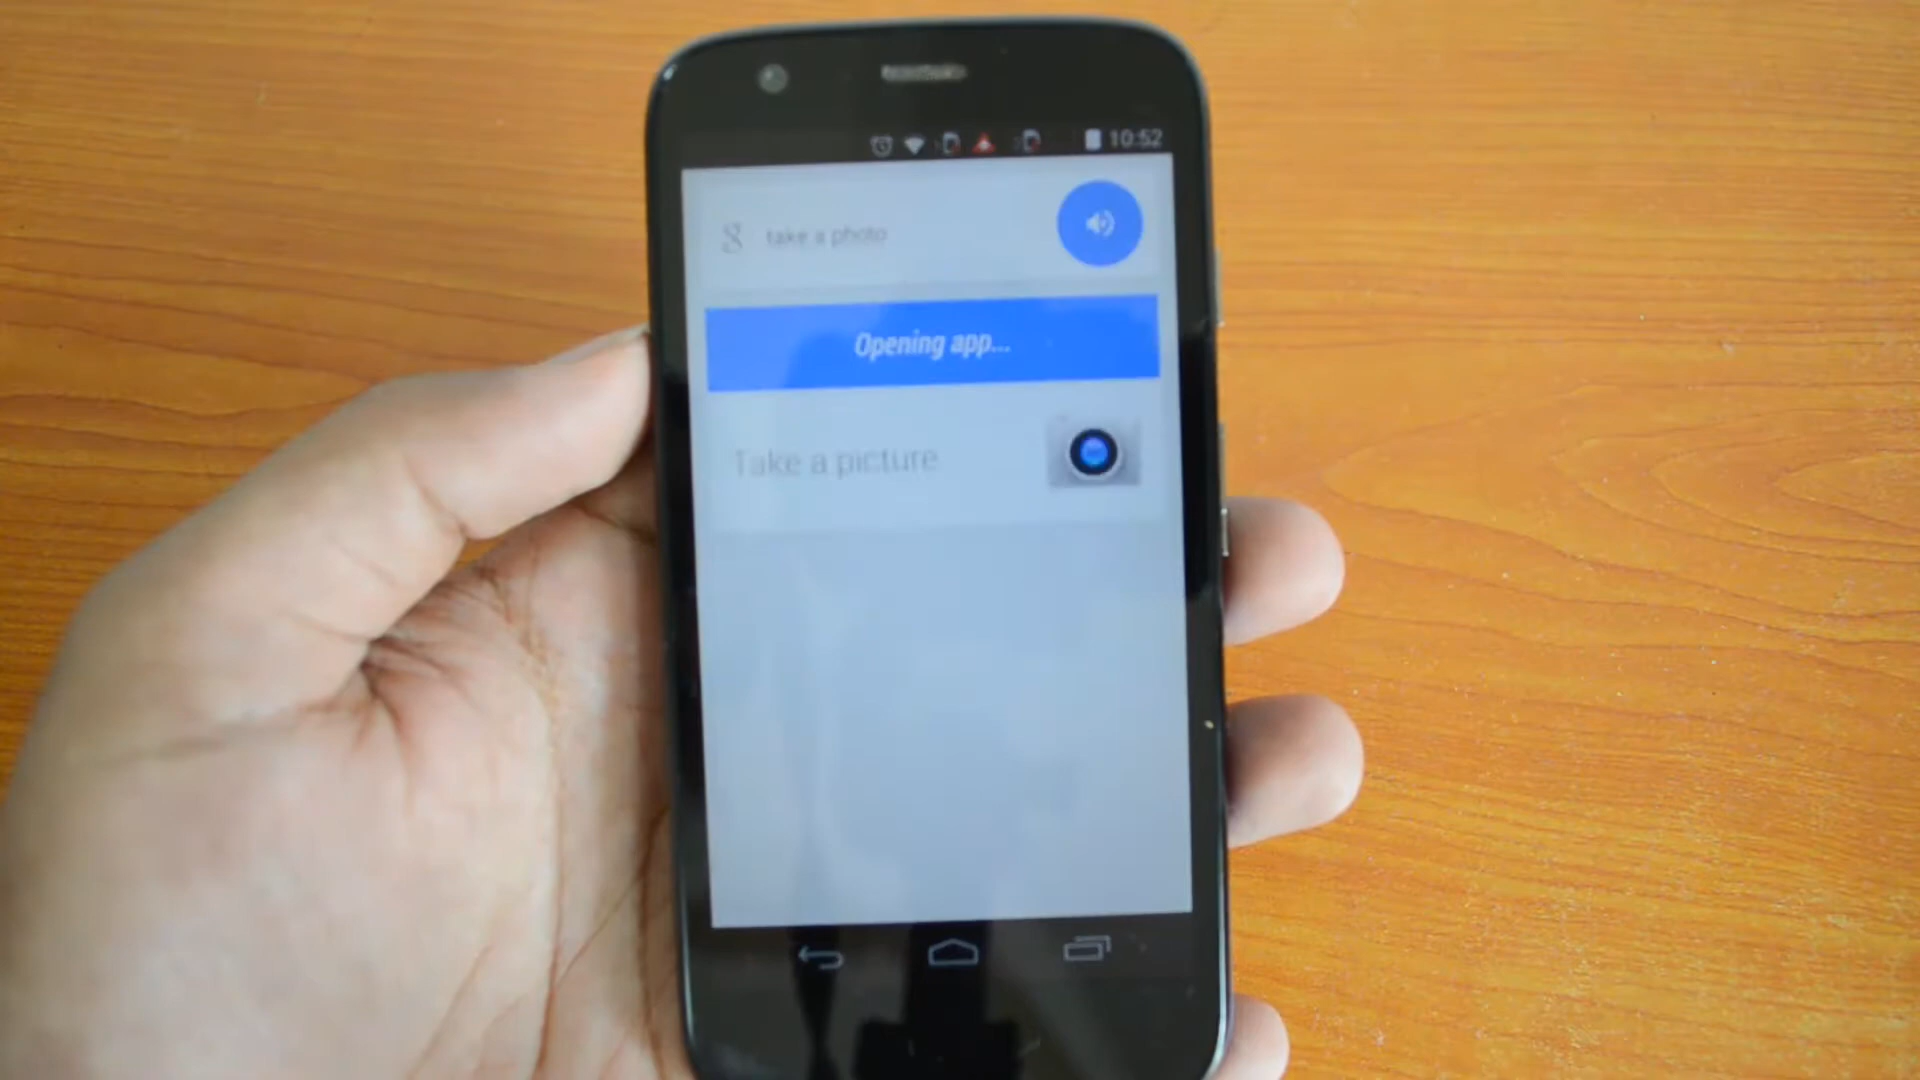 10:52
g take a photo
Opening app...
Take a picture